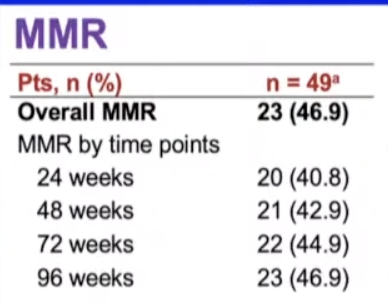 MMR
Pts, n (%) n = 49ᵃ
Overall MMR 23 (46.9)
MMR by time points
24 weeks 20 (40.8)
48 weeks 21 (42.9)
72 weeks 22 (44.9)
96 weeks 23 (46.9)